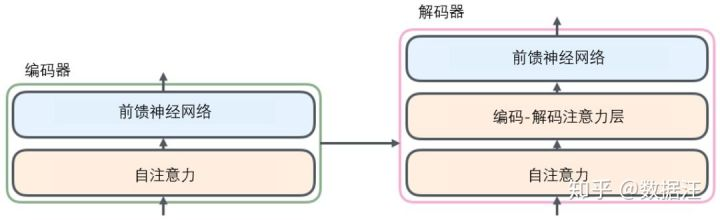 编码器
前馈神经网络
自注意力
解码器
前馈神经网络
编码-解码注意力层
自注意力
知乎 @数据汪